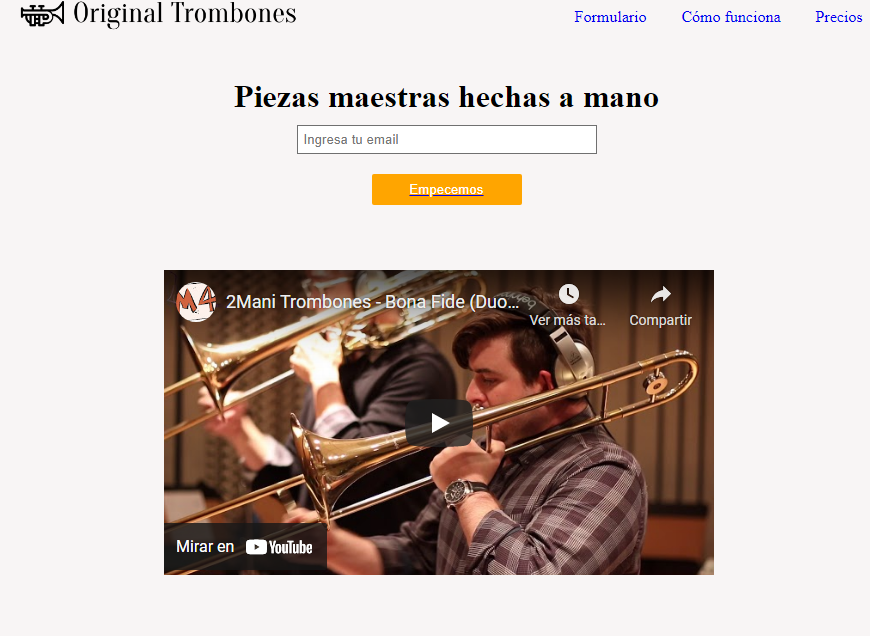 Original Trombones
Formulario Cómo funciona Precios
Piezas maestras hechas a mano
Ingresa tu email
Empecemos
M4
2Mani Trombones - Bona Fide (Duo...
Ver más ta...
Compartir
Mirar en YouTube